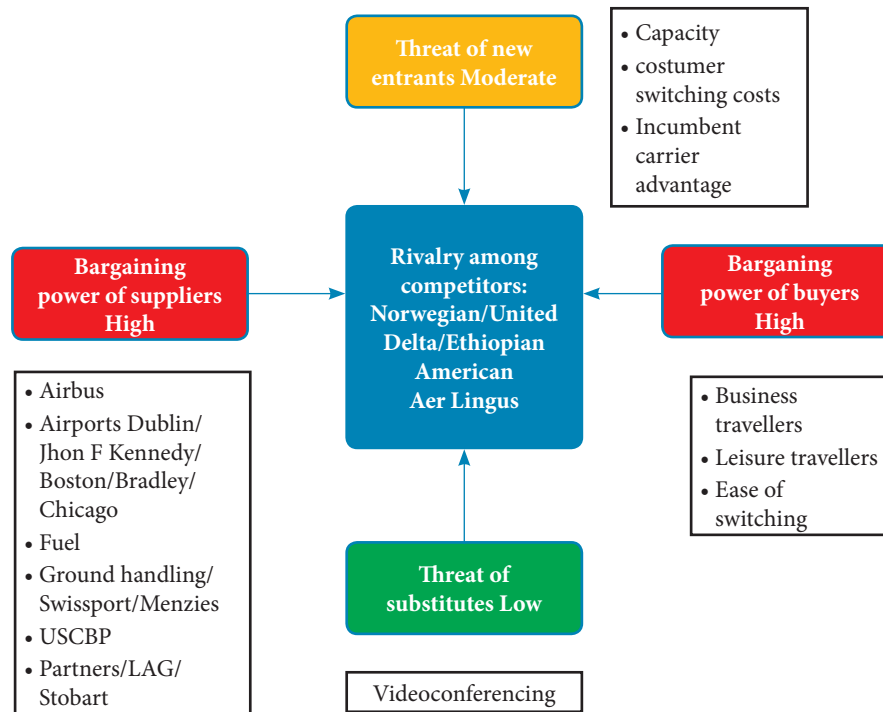 Threat of new
entrants Moderate
• Capacity
• costumer
switching costs
• Incumbent
carrier
advantage
Bargaining
power of suppliers
High
Rivalry among
competitors:
Norwegian/United
Delta/Ethiopian
American
Aer Lingus
Barganing
power of buyers
High
• Airbus
• Airports Dublin/
Jhon F Kennedy/
Boston/Bradley/
Chicago
• Fuel
• Ground handling/
Swissport/Menzies
• USCBP
• Partners/LAG/
Stobart
• Business
travellers
• Leisure travellers
• Ease of
switching
Threat of
substitutes Low
Videoconferencing